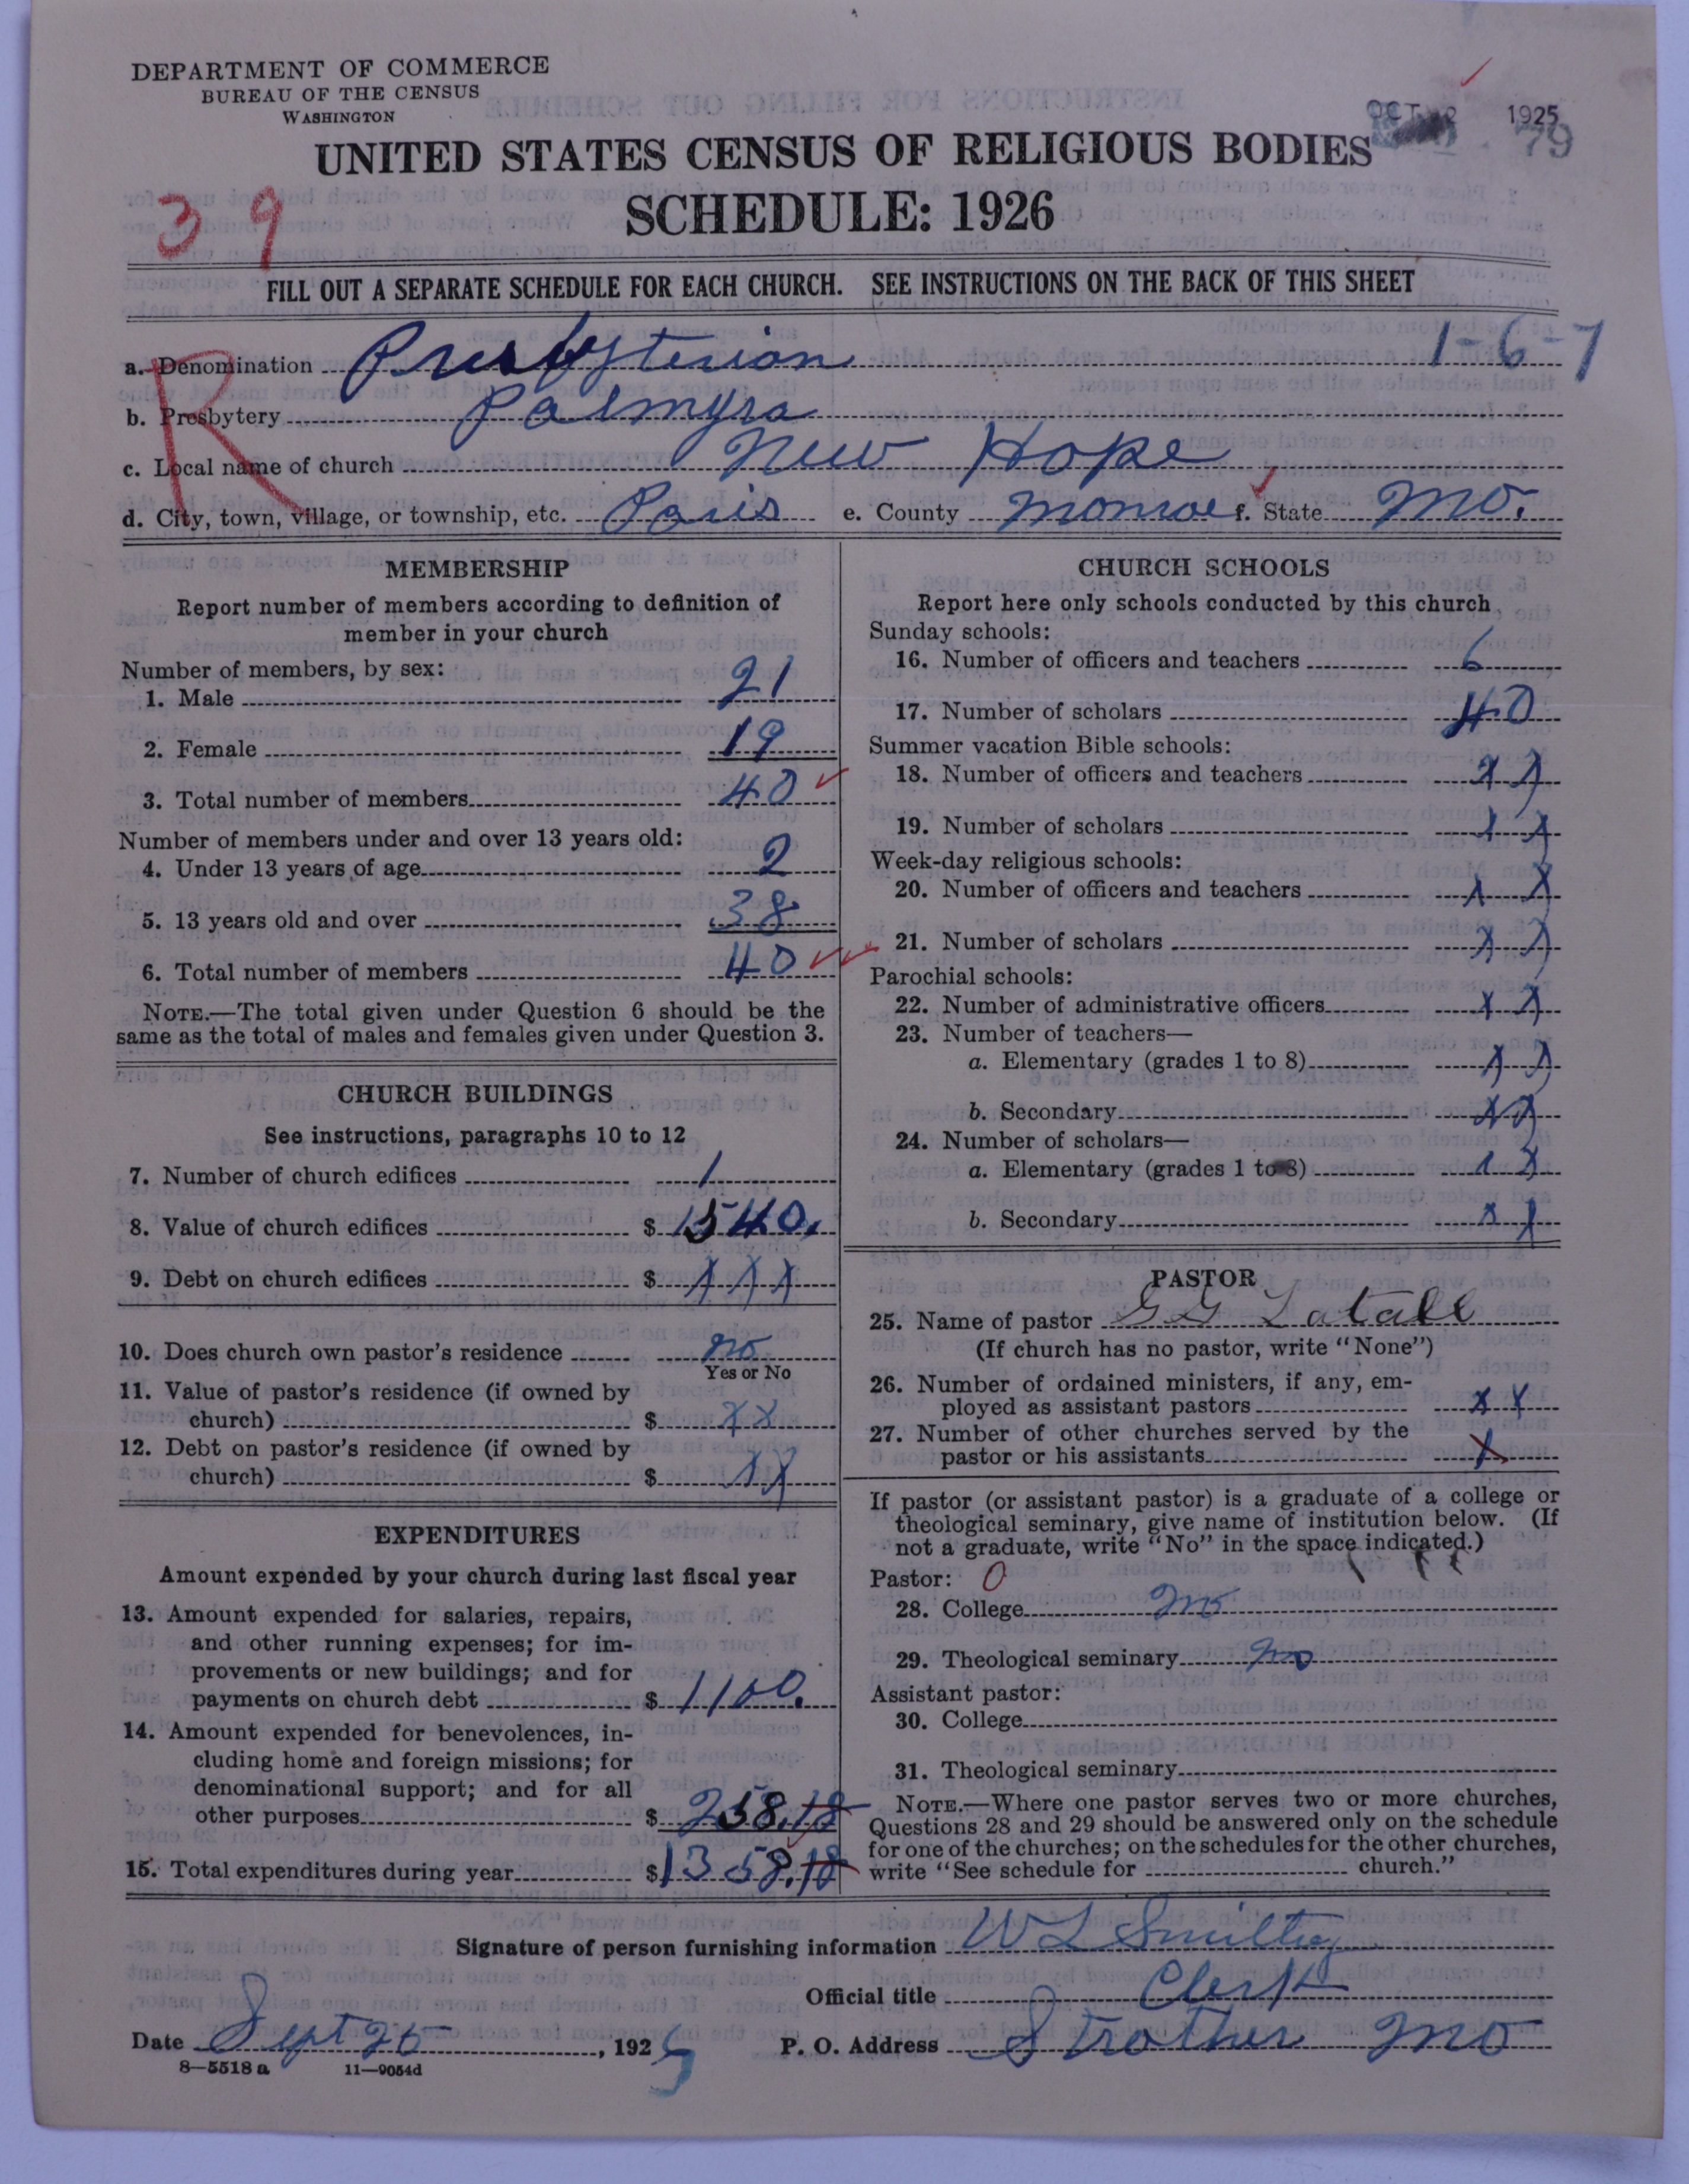 DEPARTMENT OF COMMERCE
BUREAU OF THE CENSUS
WASHINGTON
OCT 1925
79
UNITED STATES CENSUS OF RELIGIOUS BODIES
SCHEDULE: 1926
39
FILL OUT A SEPARATE SCHEDULE FOR EACH CHURCH. SEE INSTRUCTIONS ON THE BACK OF THIS SHEET
R
a. Denomination Presbyterian 1-6-7
b. Presbytery Palmyra
c. Local name of church New Hope
d. City, town, village, or township, etc. Paris e. County Monroe f. State Mo.
MEMBERSHIP
Report number of members according to definition of
member in your church
Number of members, by sex:
1. Male 21
2. Female 19
3. Total number of members 40
Number of members under and over 13 years old:
4. Under 13 years of age 2
5. 13 years old and over 38
6. Total number of members 40
NOTE.—The total given under Question 6 should be the
same as the total of males and females given under Question 3.
CHURCH BUILDINGS
See instructions, paragraphs 10 to 12
7. Number of church edifices 1
8. Value of church edifices $ 1540.
9. Debt on church edifices $ x x x
10. Does church own pastor's residence no
Yes or No
11. Value of pastor's residence (if owned by
church) $ x x
12. Debt on pastor's residence (if owned by
church) $ x x
EXPENDITURES
Amount expended by your church during last fiscal year
13. Amount expended for salaries, repairs,
and other running expenses; for im-
provements or new buildings; and for
payments on church debt $ 1100.
14. Amount expended for benevolences, in-
cluding home and foreign missions; for
denominational support; and for all
other purposes $ 258.18
15. Total expenditures during year $ 1358.18
CHURCH SCHOOLS
Report here only schools conducted by this church
Sunday schools:
16. Number of officers and teachers 6
17. Number of scholars 40
Summer vacation Bible schools:
18. Number of officers and teachers x x
19. Number of scholars x x
Week-day religious schools:
20. Number of officers and teachers x x
21. Number of scholars x x
Parochial schools:
22. Number of administrative officers x x
23. Number of teachers—
a. Elementary (grades 1 to 8) x x
b. Secondary x x
24. Number of scholars—
a. Elementary (grades 1 to 8) x x
b. Secondary x x
PASTOR
25. Name of pastor G G Latall
(If church has no pastor, write "None")
26. Number of ordained ministers, if any, em-
ployed as assistant pastors x x
27. Number of other churches served by the
pastor or his assistants
If pastor (or assistant pastor) is a graduate of a college or
theological seminary, give name of institution below. (If
not a graduate, write "No" in the space indicated.)
Pastor: 0
28. College no
29. Theological seminary no
Assistant pastor:
30. College
31. Theological seminary
NOTE.—Where one pastor serves two or more churches,
Questions 28 and 29 should be answered only on the schedule
for one of the churches; on the schedules for the other churches,
write "See schedule for church."
Signature of person furnishing information W L Smiltey
Official title Clerk
Date Sept 25, 1925 P. O. Address Strother Mo
8—5518 a 11—9054d